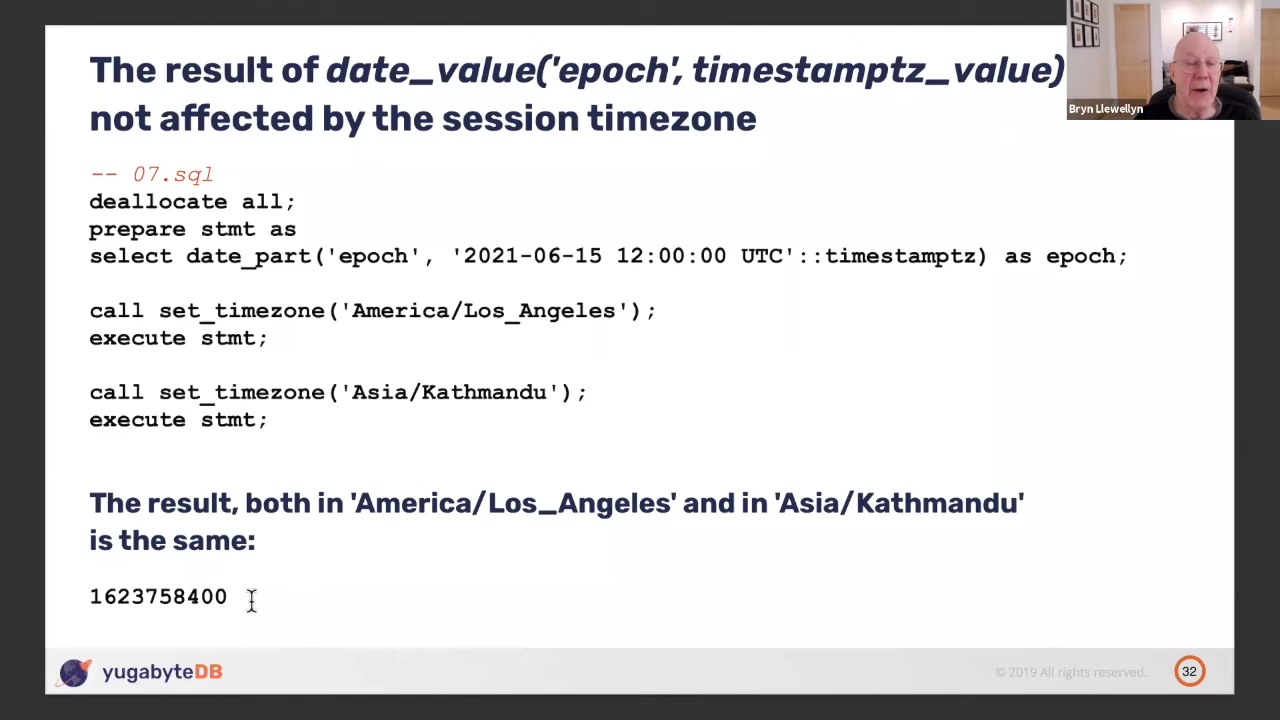 The result of date_value('epoch', timestamptz_value)
not affected by the session timezone
Bryn Llewellyn
-- 07.sql
deallocate all;
prepare stmt as
select date_part('epoch', '2021-06-15 12:00:00 UTC'::timestamptz) as epoch;
call set_timezone('America/Los_Angeles');
execute stmt;
call set_timezone('Asia/Kathmandu');
execute stmt;
The result, both in 'America/Los_Angeles' and in 'Asia/Kathmandu'
is the same:
1623758400
yugabyteDB
© 2019 All rights reserved.
32